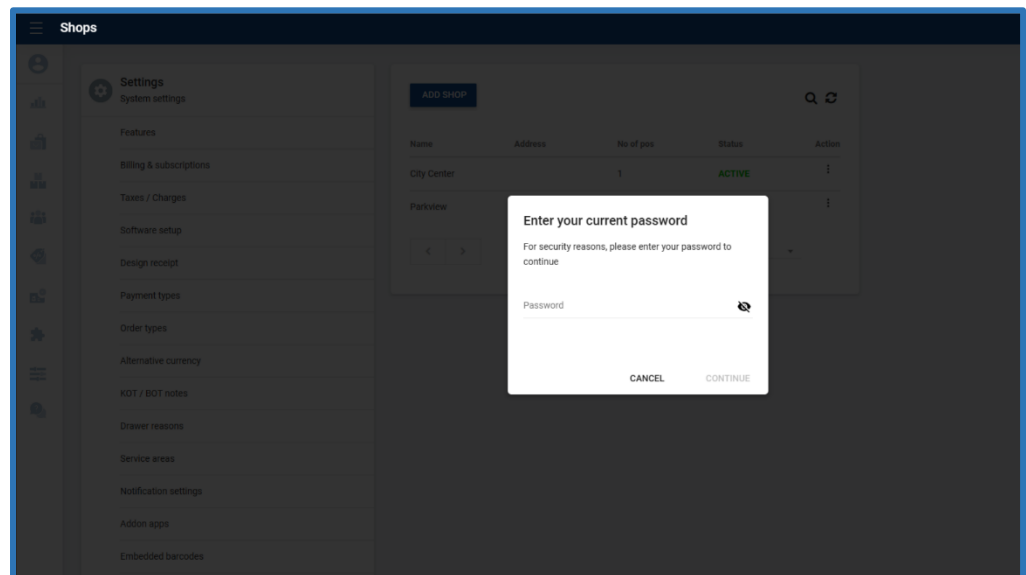 Shops
Settings
System settings
Features
Billing & subscriptions
Taxes / Charges
Software setup
Design receipt
Payment types
Order types
Alternative currency
KOT / BOT notes
Drawer reasons
Service areas
Notification settings
Addon apps
Embedded barcodes
ADD SHOP
Name Address No of pos Status Action
City Center 1 ACTIVE
Parkview
Enter your current password
For security reasons, please enter your password to
continue
Password
CANCEL CONTINUE